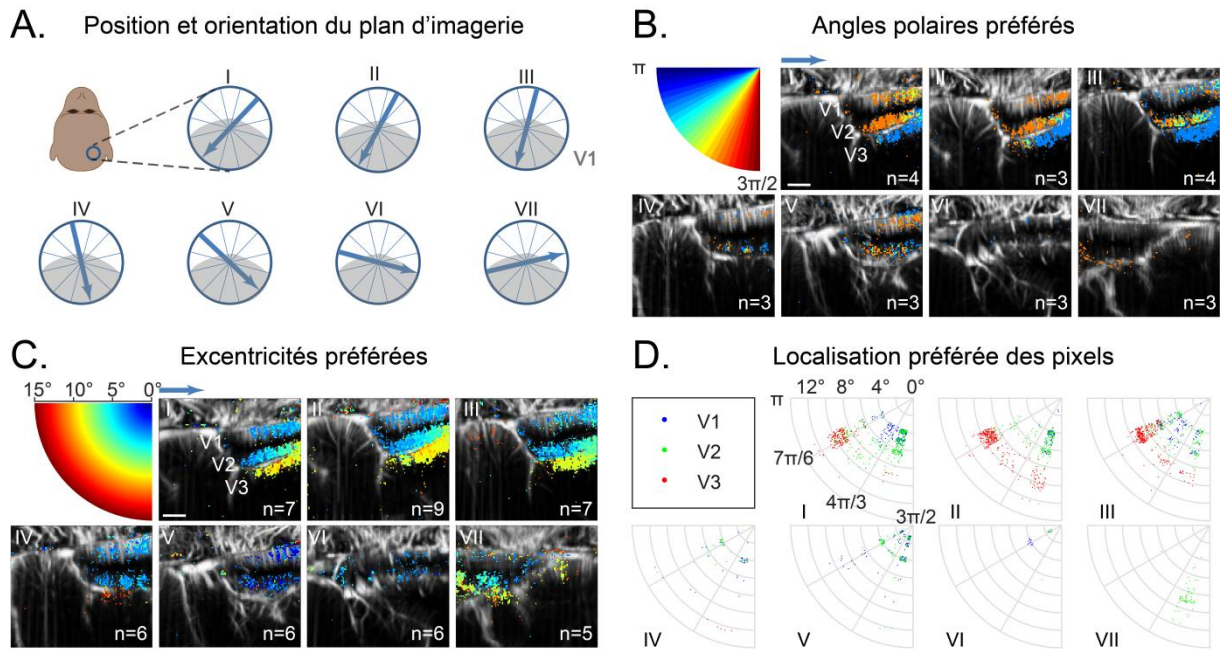 A. Position et orientation du plan d'imagerie
I II III
V1
IV V VI VII
B. Angles polaires préférés
π
3π/2
I II III
V1
V2
V3
n=4 n=3 n=4
IV V VI VII
n=3 n=3 n=3 n=3
C. Excentricités préférées
15° 10° 5° 0°
I II III
V1
V2
V3
n=7 n=9 n=7
IV V VI VII
n=6 n=6 n=6 n=5
D. Localisation préférée des pixels
V1
V2
V3
12° 8° 4° 0°
π
7π/6
4π/3
3π/2
I II III
IV V VI VII